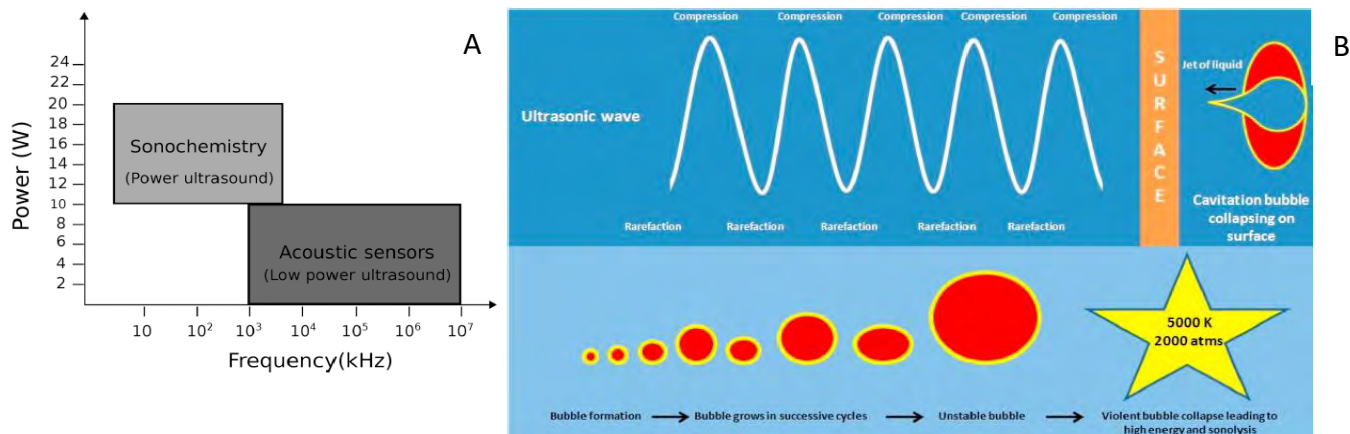 A
Power (W)
24
22
20
18
16
14
12
10
8
6
4
2
Sonochemistry
(Power ultrasound)
Acoustic sensors
(Low power ultrasound)
10
10²
10³
10⁴
10⁵
10⁶
10⁷
Frequency(kHz)
B
Compression
Compression
Compression
Compression
Compression
Ultrasonic wave
Rarefaction
Rarefaction
Rarefaction
Rarefaction
Rarefaction
SURFACE
Jet of liquid
Cavitation bubble
collapsing on
surface
5000 K
2000 atms
Bubble formation
Bubble grows in successive cycles
Unstable bubble
Violent bubble collapse leading to
high energy and sonolysis